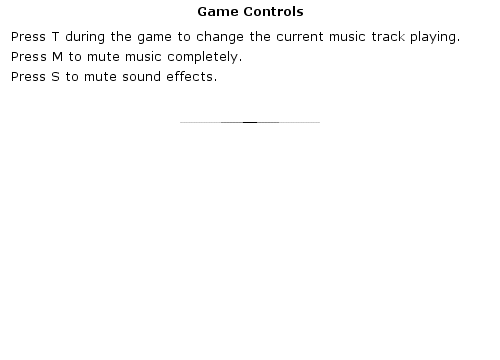 Game Controls
Press T during the game to change the current music track playing.
Press M to mute music completely.
Press S to mute sound effects.